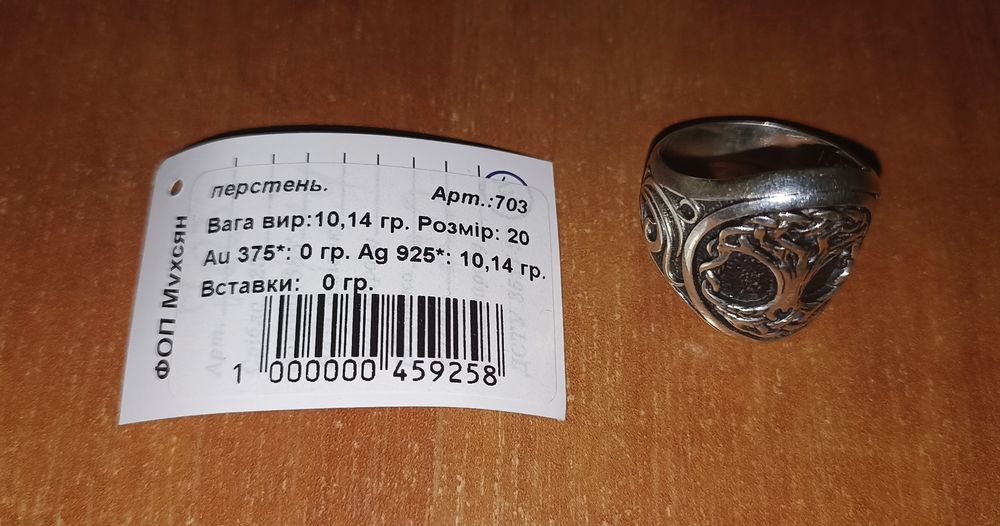 перстень. Арт.:703
Вага вир:10,14 гр. Розмір: 20
Au 375*: 0 гр. Ag 925*: 10,14 гр.
Вставки: 0 гр.
1 000000 459258
ФОП Мухсян